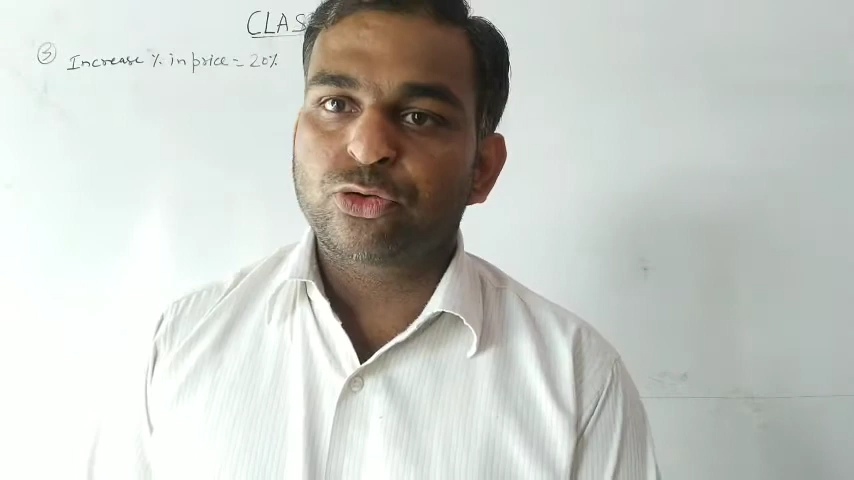 CLAS
③ Increase % in price = 20%